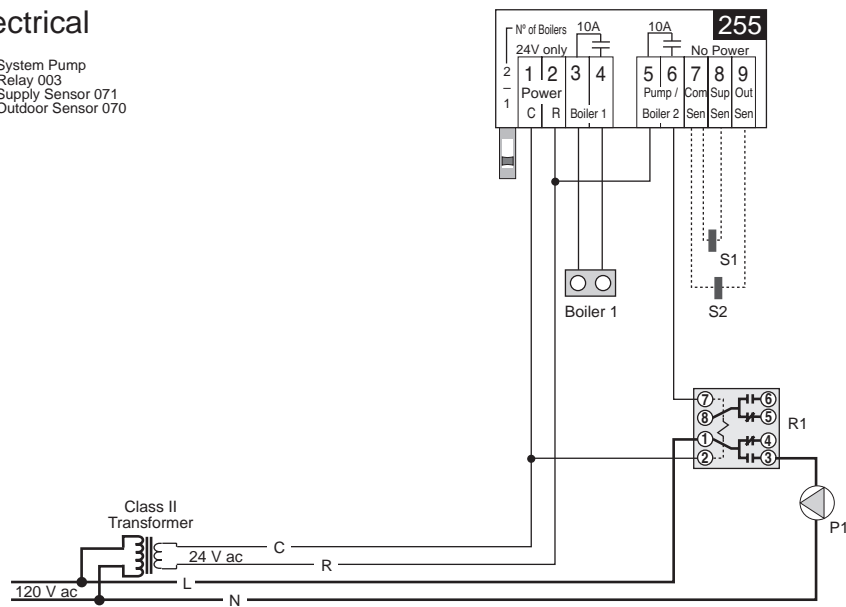 ectrical
System Pump
Relay 003
Supply Sensor 071
Outdoor Sensor 070
255
Nº of Boilers
10A
10A
24V only
No Power
2
–
1
1 2 3 4
5 6 7 8 9
Power
Pump / Com Sup Out
C R Boiler 1
Boiler 2 Sen Sen Sen
S1
S2
Boiler 1
7
6
8
5
R1
1
4
2
3
P1
Class II
Transformer
24 V ac
C
R
120 V ac
L
N